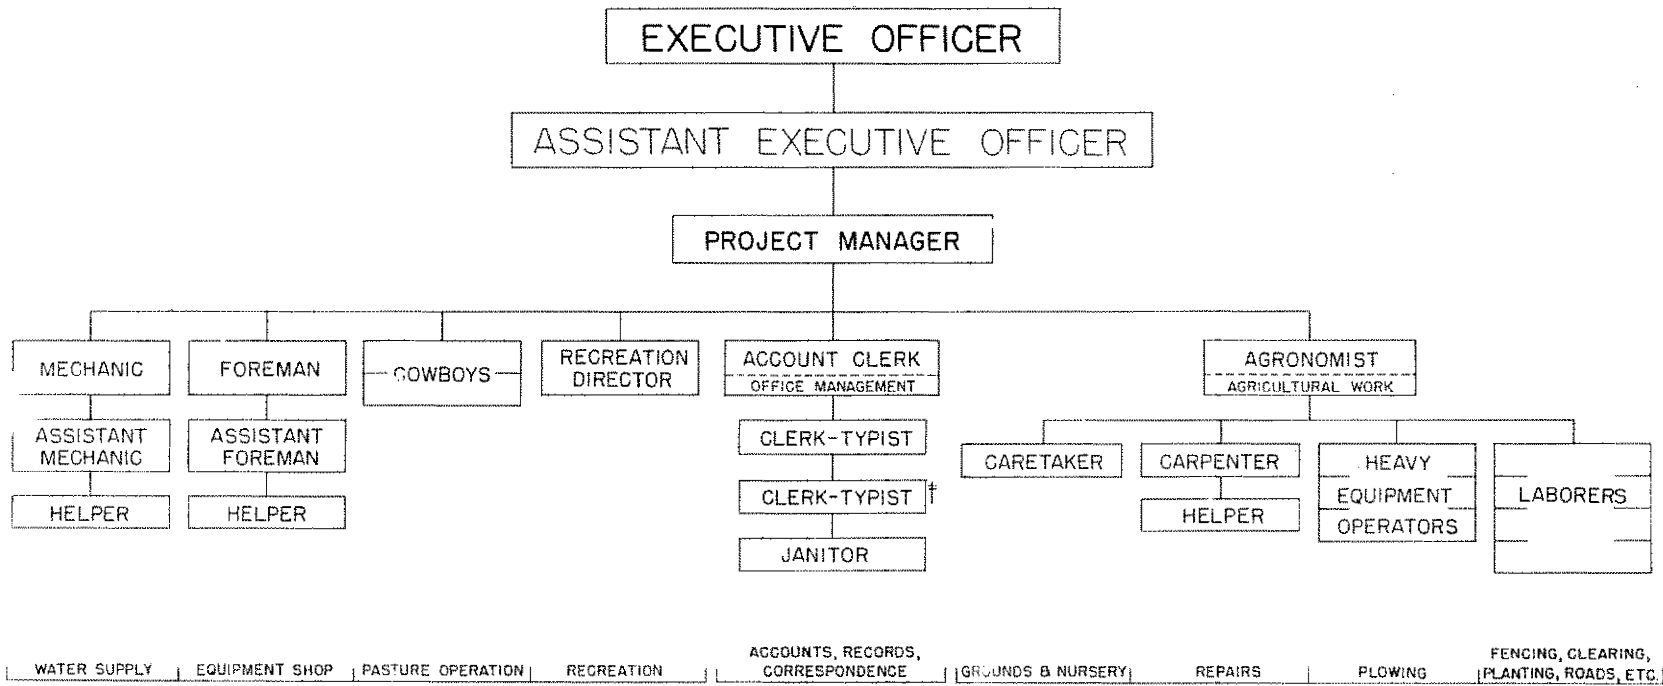 EXECUTIVE OFFICER
ASSISTANT EXECUTIVE OFFICER
PROJECT MANAGER
MECHANIC
FOREMAN
COWBOYS
RECREATION
DIRECTOR
ACCOUNT CLERK
OFFICE MANAGEMENT
AGRONOMIST
AGRICULTURAL WORK
ASSISTANT
MECHANIC
ASSISTANT
FOREMAN
CLERK-TYPIST
CARETAKER
CARPENTER
HEAVY
EQUIPMENT
OPERATORS
LABORERS
HELPER
HELPER
CLERK-TYPIST †
HELPER
JANITOR
WATER SUPPLY
EQUIPMENT SHOP
PASTURE OPERATION
RECREATION
ACCOUNTS, RECORDS,
CORRESPONDENCE
GROUNDS & NURSERY
REPAIRS
PLOWING
FENCING, CLEARING,
PLANTING, ROADS, ETC.